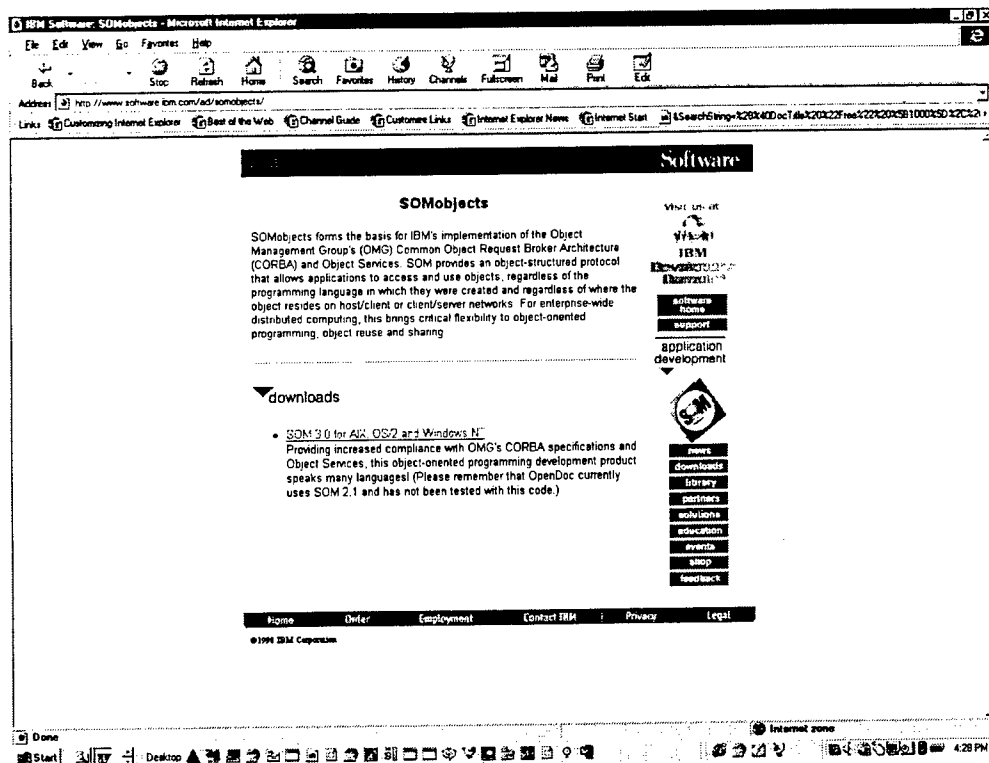 IBM Software: SOMobjects - Microsoft Internet Explorer
File Edit View Go Favorites Help
Back Stop Refresh Home Search Favorites History Channels Fullscreen Mail Print Edit
Address http://www.software.ibm.com/ad/somobjects/
Links Customizing Internet Explorer Best of the Web Channel Guide Customize Links Internet Explorer News Internet Start
Software
SOMobjects
SOMobjects forms the basis for IBM's implementation of the Object
Management Group's (OMG) Common Object Request Broker Architecture
(CORBA) and Object Services. SOM provides an object-structured protocol
that allows applications to access and use objects, regardless of the
programming language in which they were created and regardless of where the
object resides on host/client or client/server networks. For enterprise-wide
distributed computing, this brings critical flexibility to object-oriented
programming, object reuse and sharing
downloads
SOM 3.0 for AIX, OS/2 and Windows NT
Providing increased compliance with OMG's CORBA specifications and
Object Services, this object-oriented programming development product
speaks many languages! (Please remember that OpenDoc currently
uses SOM 2.1 and has not been tested with this code.)
Visit us at
IBM
software
home
support
application
development
SOM
news
downloads
library
partners
solutions
education
events
shop
feedback
Home Order Employment Contact IBM Privacy Legal
IBM Corporation
Done Internet zone
Start Desktop 4:28 PM